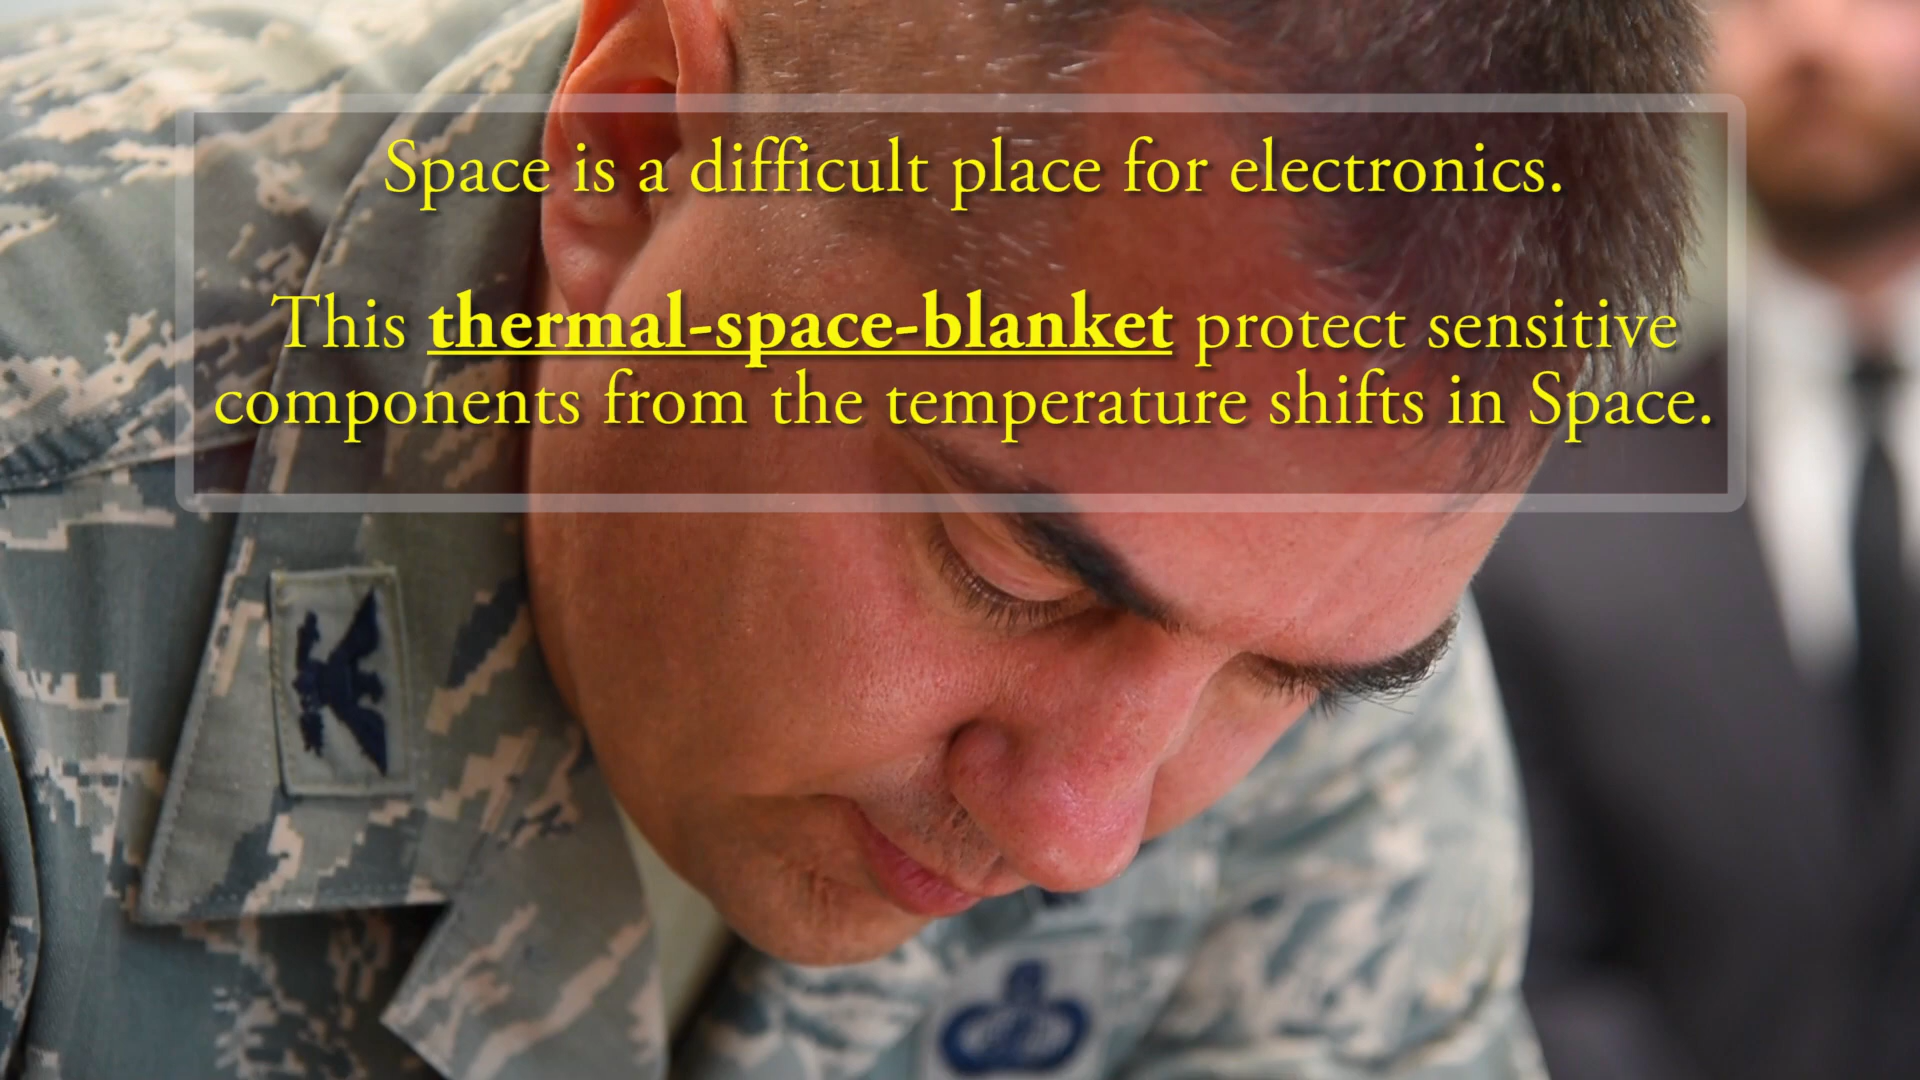 Space is a difficult place for electronics.
This thermal-space-blanket protect sensitive
components from the temperature shifts in Space.